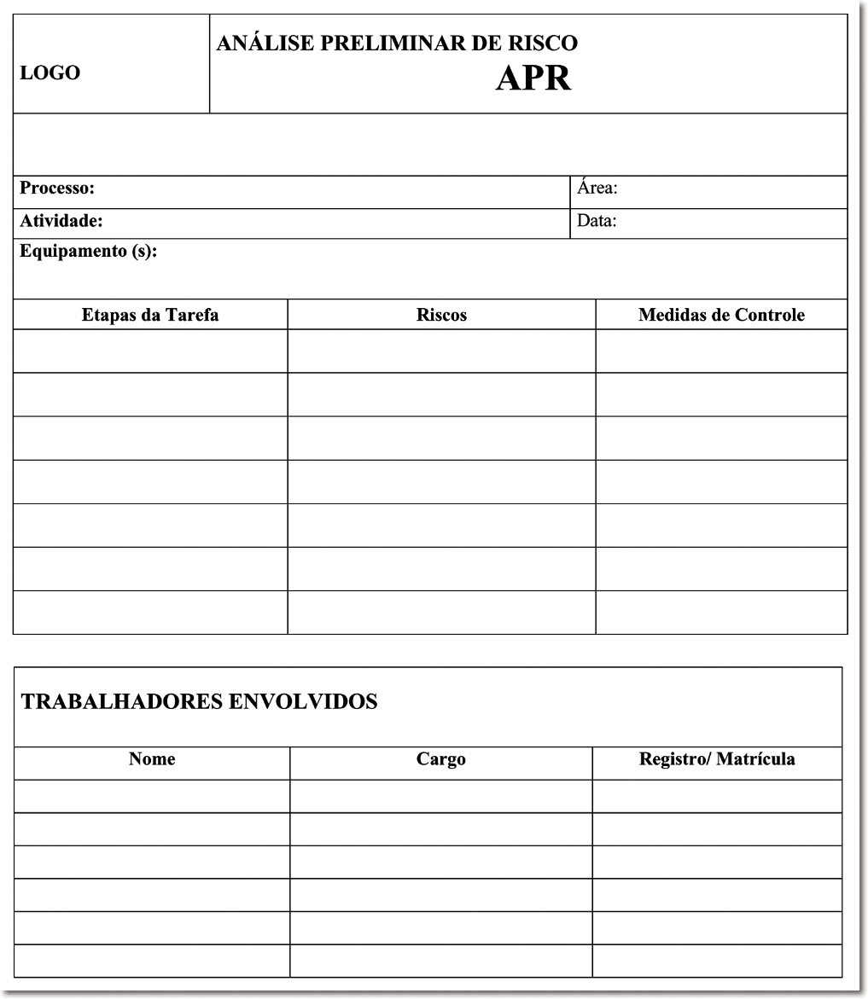 LOGO
ANÁLISE PRELIMINAR DE RISCO
APR
Processo:
Área:
Atividade:
Data:
Equipamento (s):
Etapas da Tarefa
Riscos
Medidas de Controle
TRABALHADORES ENVOLVIDOS
Nome
Cargo
Registro/ Matrícula